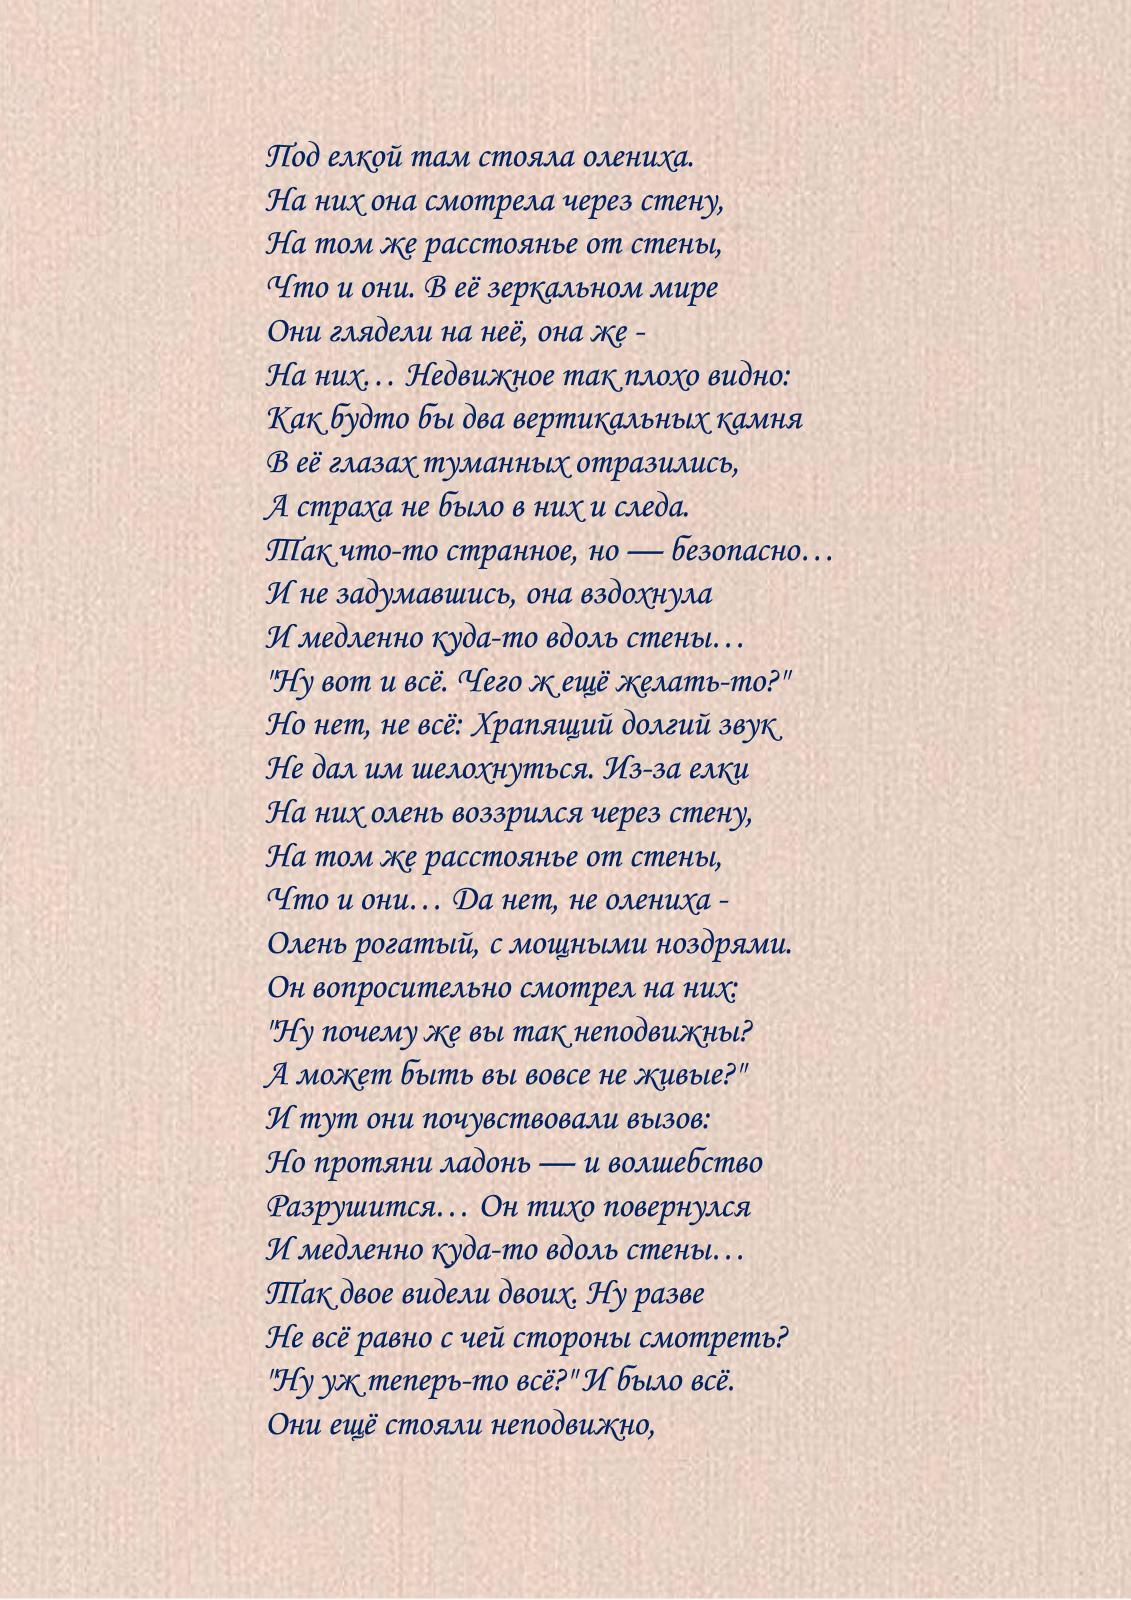 Под елкой там стояла олениха.
На них она смотрела через стену,
На том же расстоянье от стены,
Что и они. В её зеркальном мире
Они глядели на неё, она же -
На них… Недвижное так плохо видно:
Как будто бы два вертикальных камня
В её глазах туманных отразились,
А страха не было в них и следа.
Так что-то странное, но — безопасно…
И не задумавшись, она вздохнула
И медленно куда-то вдоль стены…
"Ну вот и всё. Чего ж ещё желать-то?"
Но нет, не всё: Храпящий долгий звук
Не дал им шелохнуться. Из-за елки
На них олень воззрился через стену,
На том же расстоянье от стены,
Что и они… Да нет, не олениха -
Олень рогатый, с мощными ноздрями.
Он вопросительно смотрел на них:
"Ну почему же вы так неподвижны?
А может быть вы вовсе не живые?"
И тут они почувствовали вызов:
Но протяни ладонь — и волшебство
Разрушится… Он тихо повернулся
И медленно куда-то вдоль стены…
Так двое видели двоих. Ну разве
Не всё равно с чей стороны смотреть?
"Ну уж теперь-то всё?" И было всё.
Они ещё стояли неподвижно,